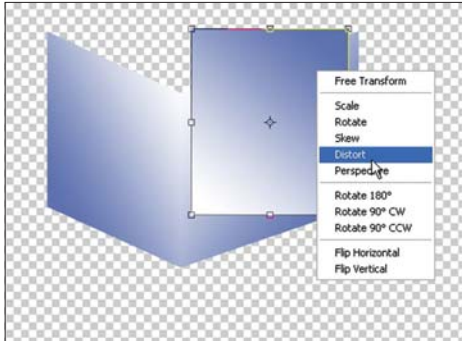 Free Transform
Scale
Rotate
Skew
Distort
Perspective
Rotate 180°
Rotate 90° CW
Rotate 90° CCW
Flip Horizontal
Flip Vertical